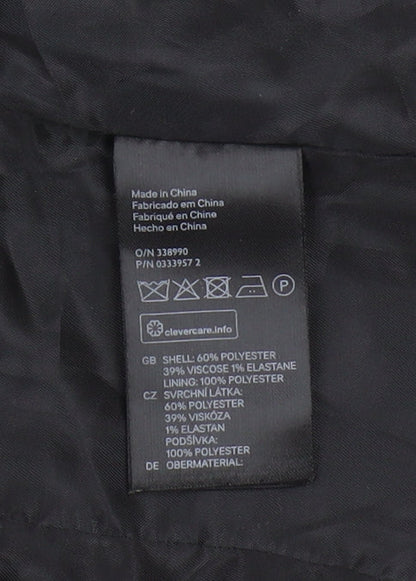 Made in China
Fabricado em China
Fabriqué en Chine
Hecho en China
O/N 338990
P/N 0333957 2
P
clevercare.info
GB SHELL: 60% POLYESTER
39% VISCOSE 1% ELASTANE
LINING: 100% POLYESTER
CZ SVRCHNÍ LÁTKA:
60% POLYESTER
39% VISKÓZA
1% ELASTAN
PODŠÍVKA:
100% POLYESTER
DE OBERMATERIAL: